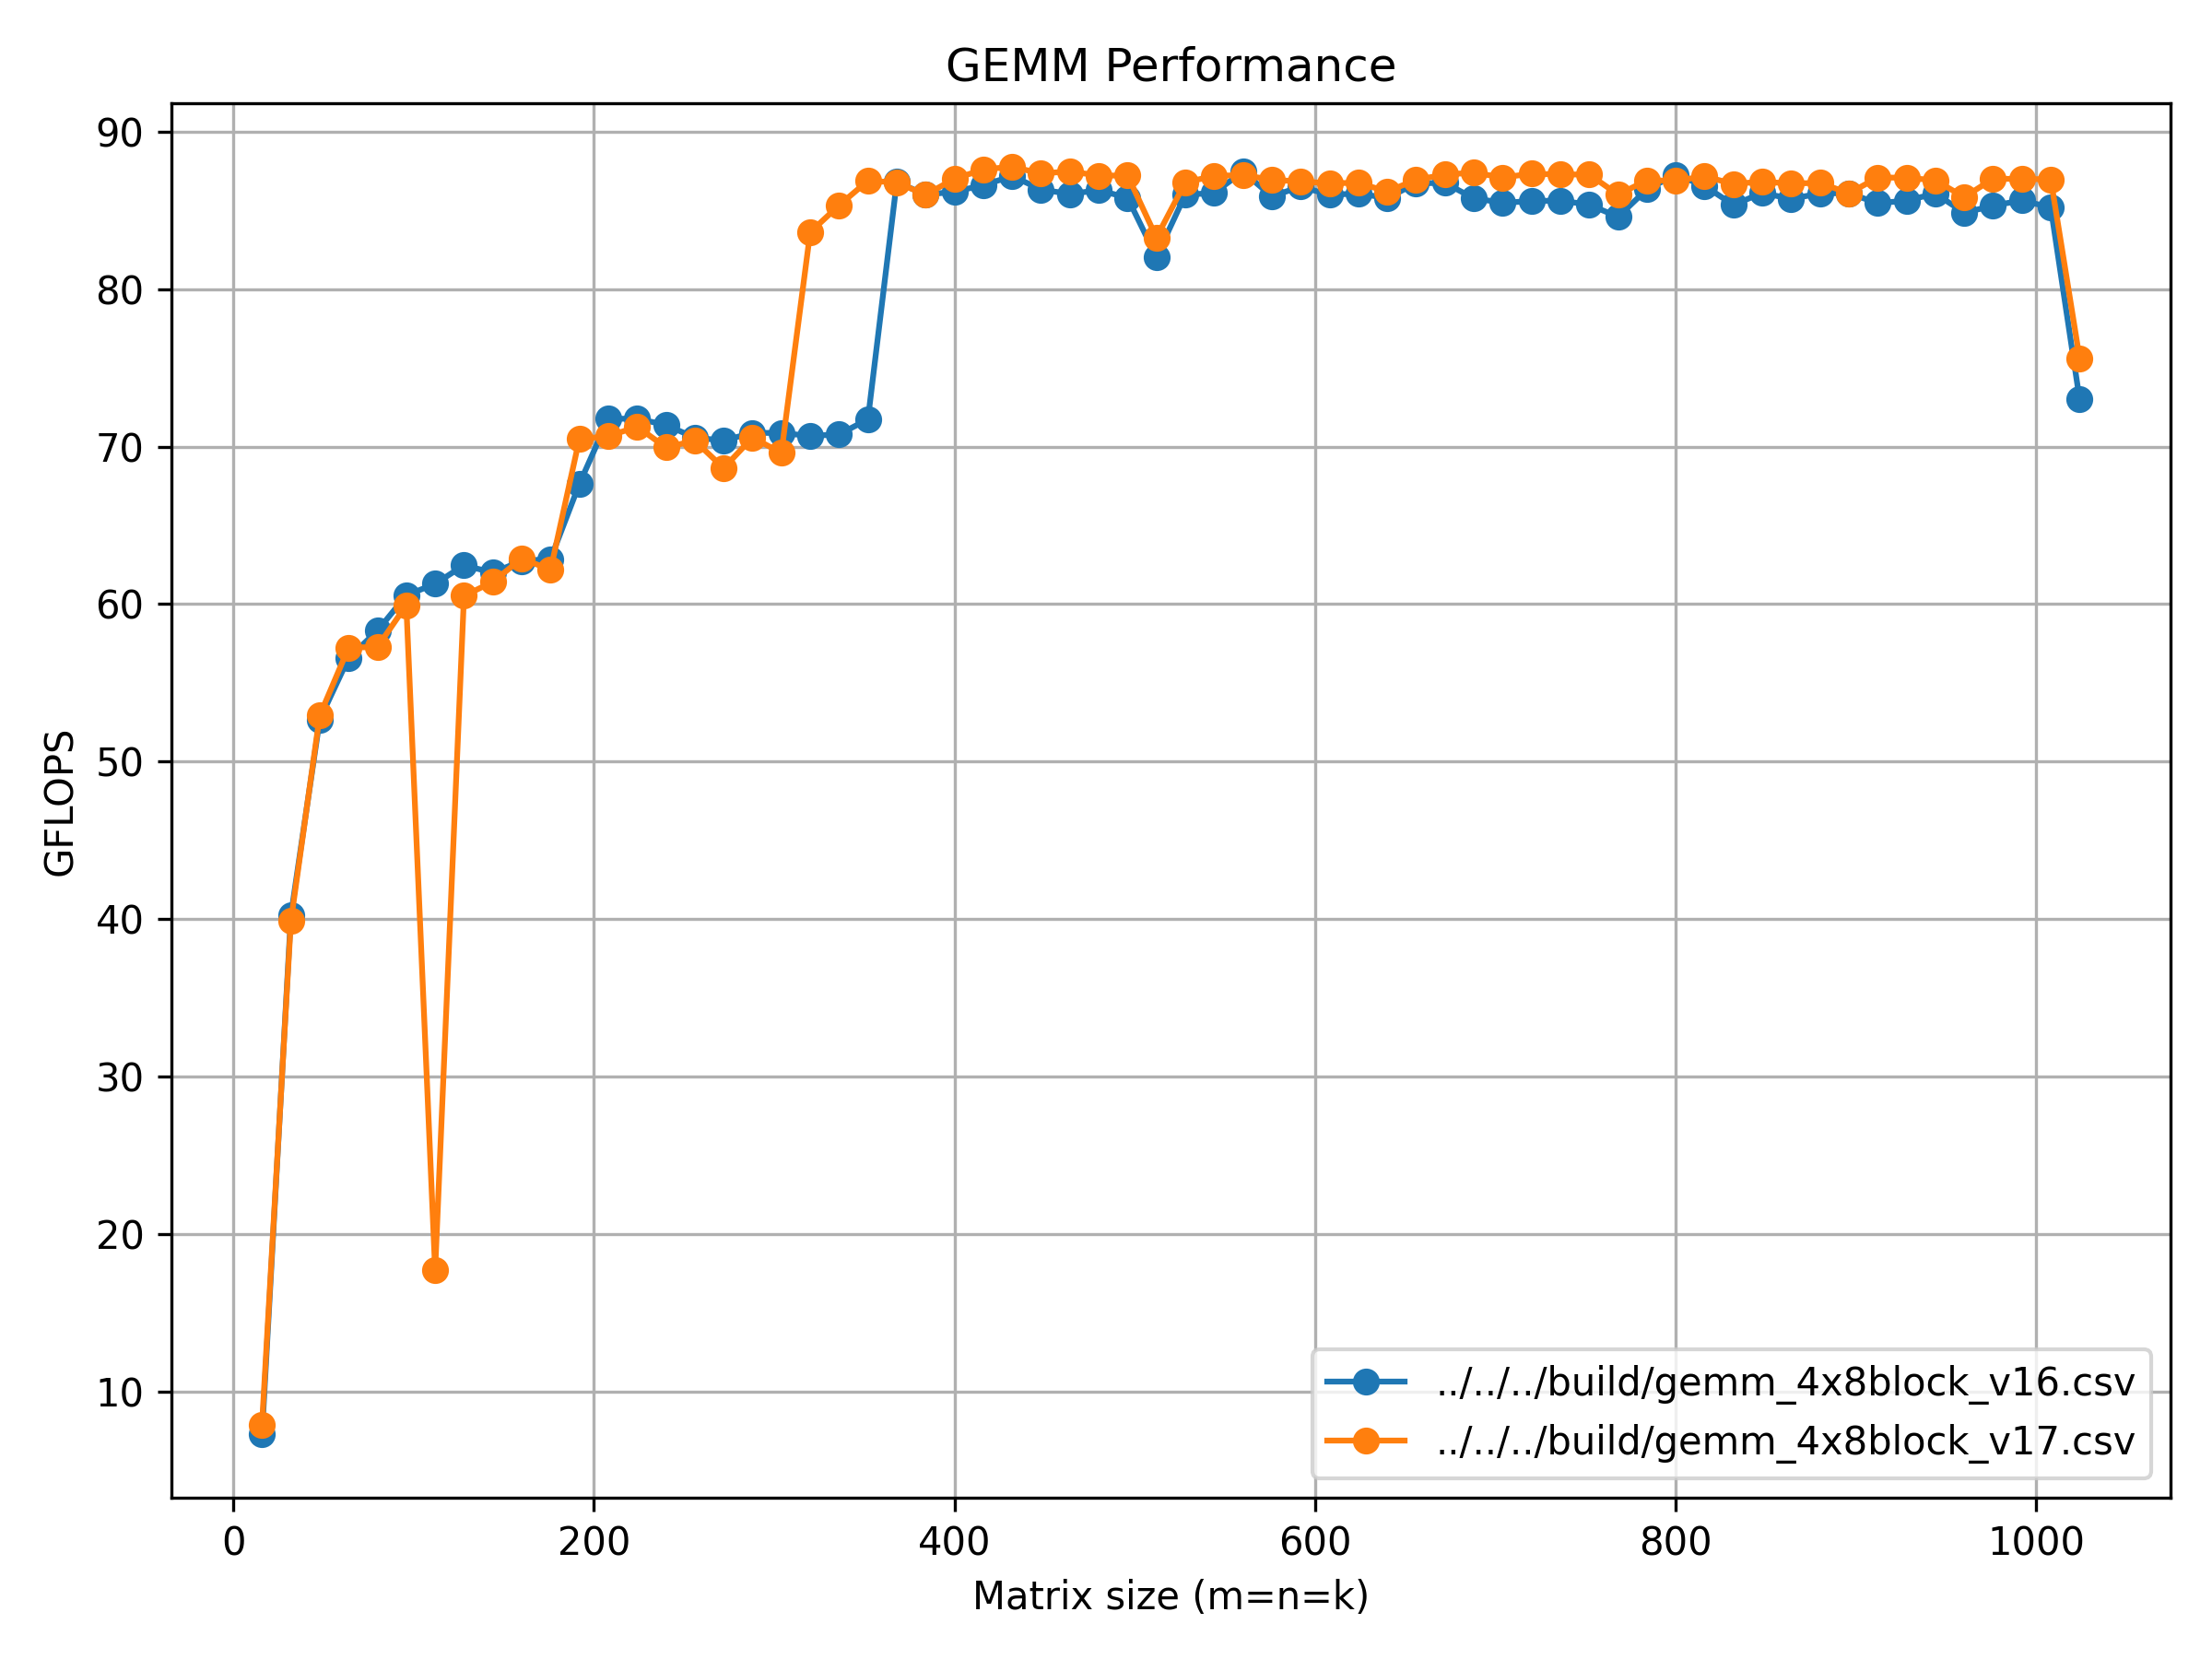 GEMM Performance
90
80
70
60
50
40
30
20
10
GFLOPS
0 200 400 600 800 1000
Matrix size (m=n=k)
../../../build/gemm_4x8block_v16.csv
../../../build/gemm_4x8block_v17.csv